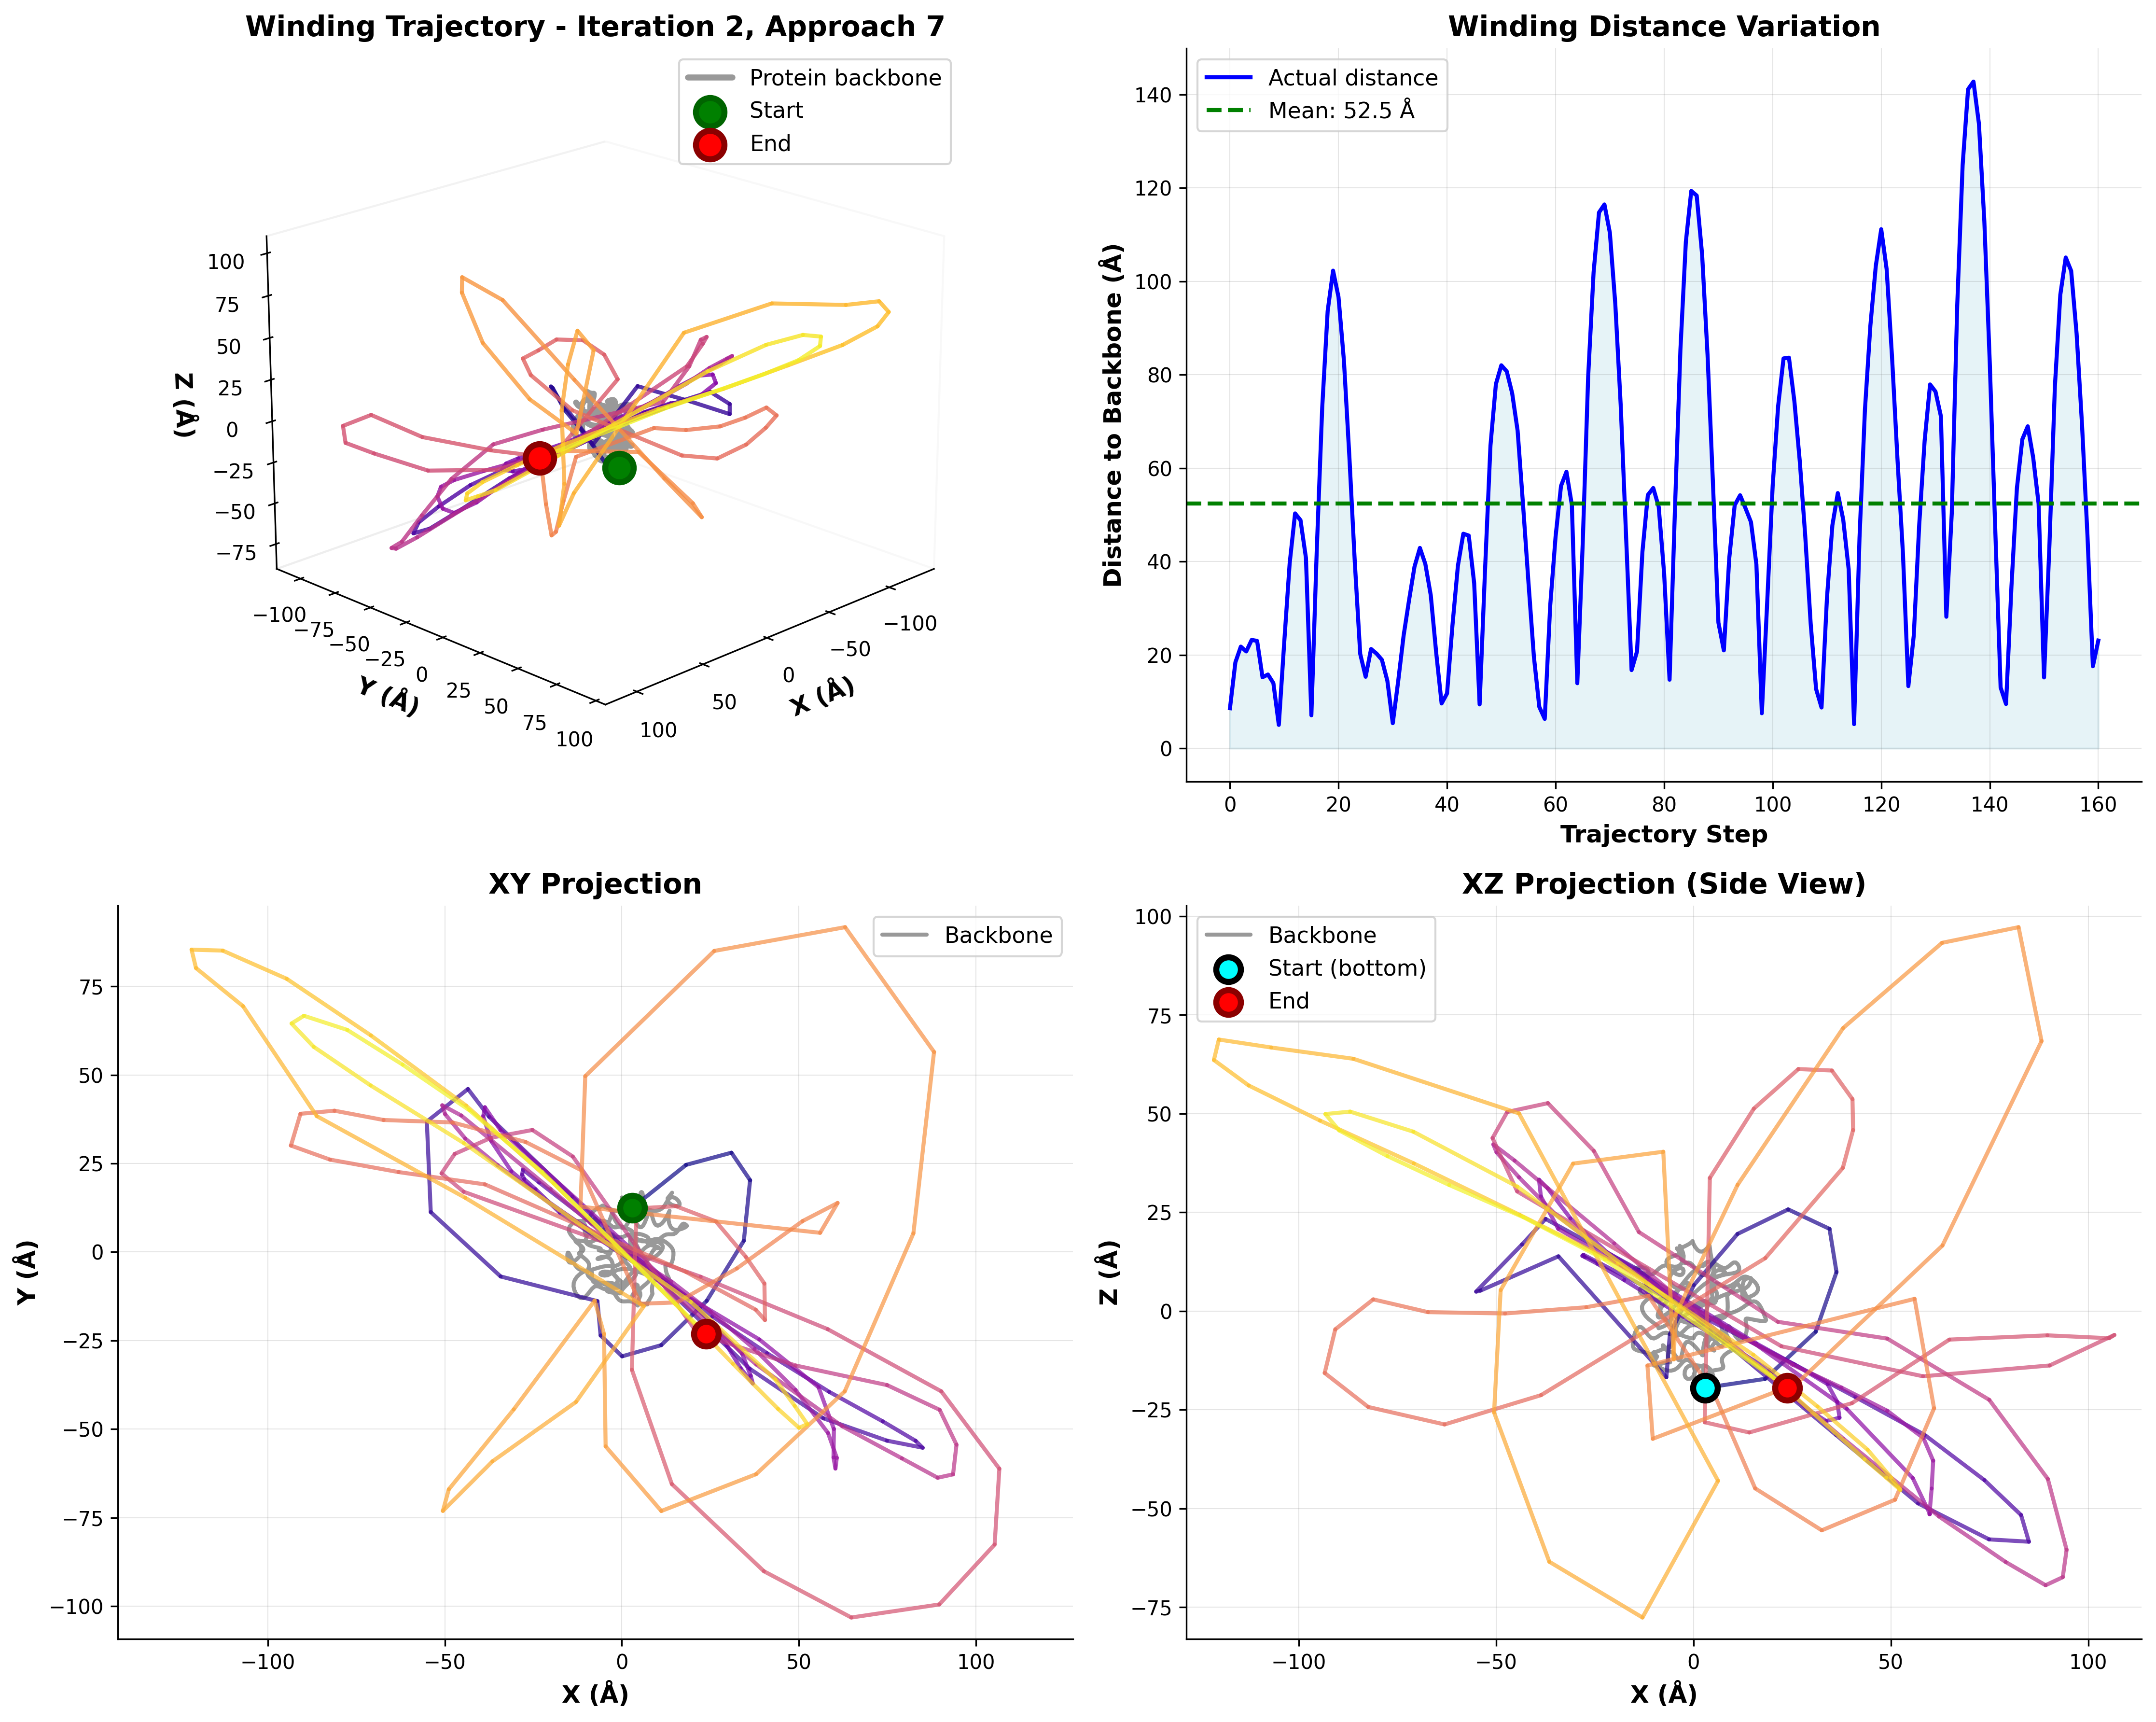 Winding Trajectory - Iteration 2, Approach 7
Protein backbone
Start
End
100
75
50
25
0
−25
−50
−75
Z (Å)
−100
−75
−50
−25
0
25
50
75
100
Y (Å)
100
50
0
−50
−100
X (Å)
Winding Distance Variation
Actual distance
Mean: 52.5 Å
140
120
100
80
60
40
20
0
Distance to Backbone (Å)
0
20
40
60
80
100
120
140
160
Trajectory Step
XY Projection
Backbone
75
50
25
0
−25
−50
−75
−100
Y (Å)
−100
−50
0
50
100
X (Å)
XZ Projection (Side View)
Backbone
Start (bottom)
End
100
75
50
25
0
−25
−50
−75
Z (Å)
−100
−50
0
50
100
X (Å)